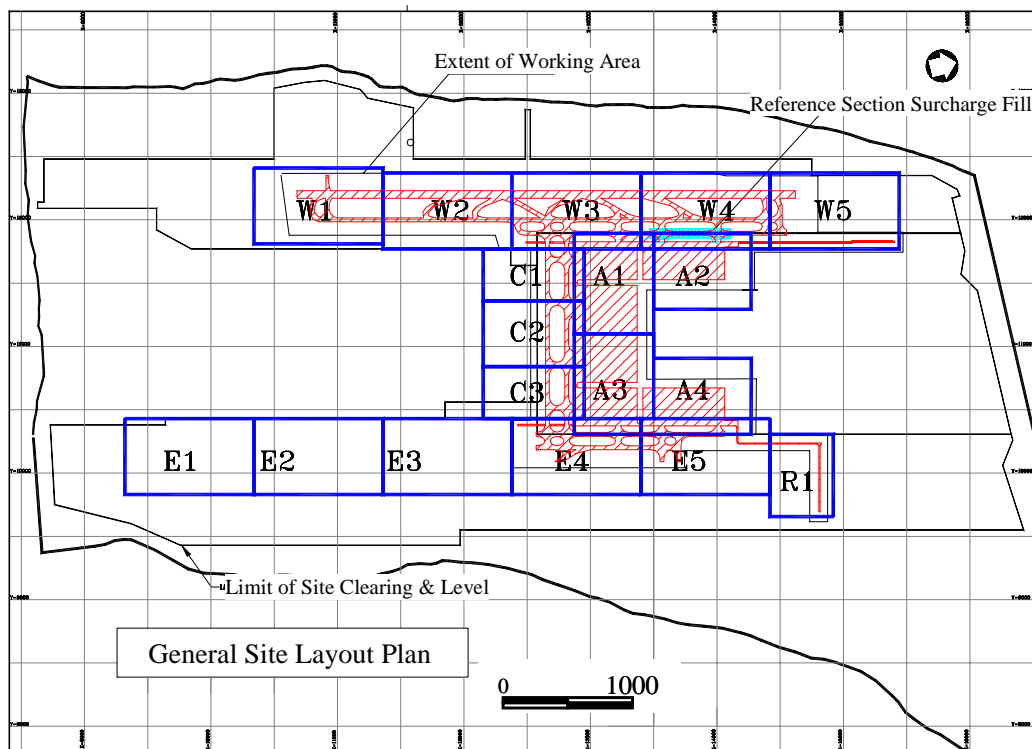 Extent of Working Area
Reference Section Surcharge Fill
W1
W2
W3
W4
W5
C1
A1
A2
C2
C3
A3
A4
E1
E2
E3
E4
E5
R1
Limit of Site Clearing & Level
General Site Layout Plan
0
1000